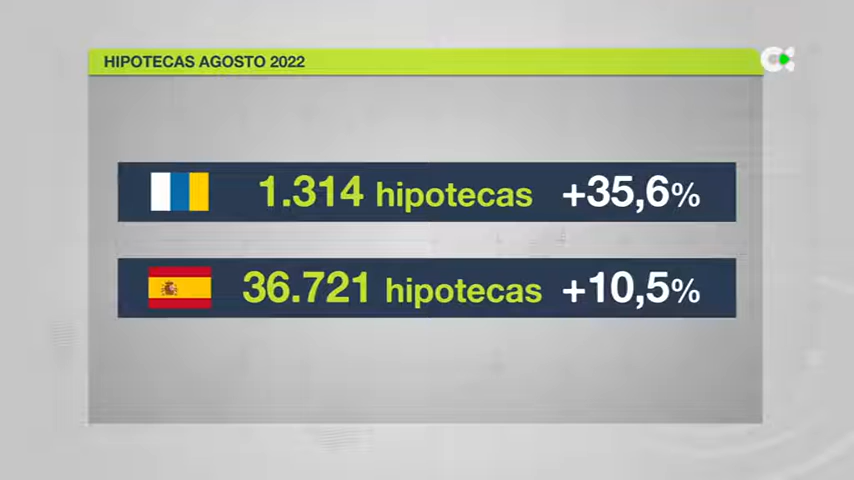 HIPOTECAS AGOSTO 2022
1.314 hipotecas +35,6%
36.721 hipotecas +10,5%